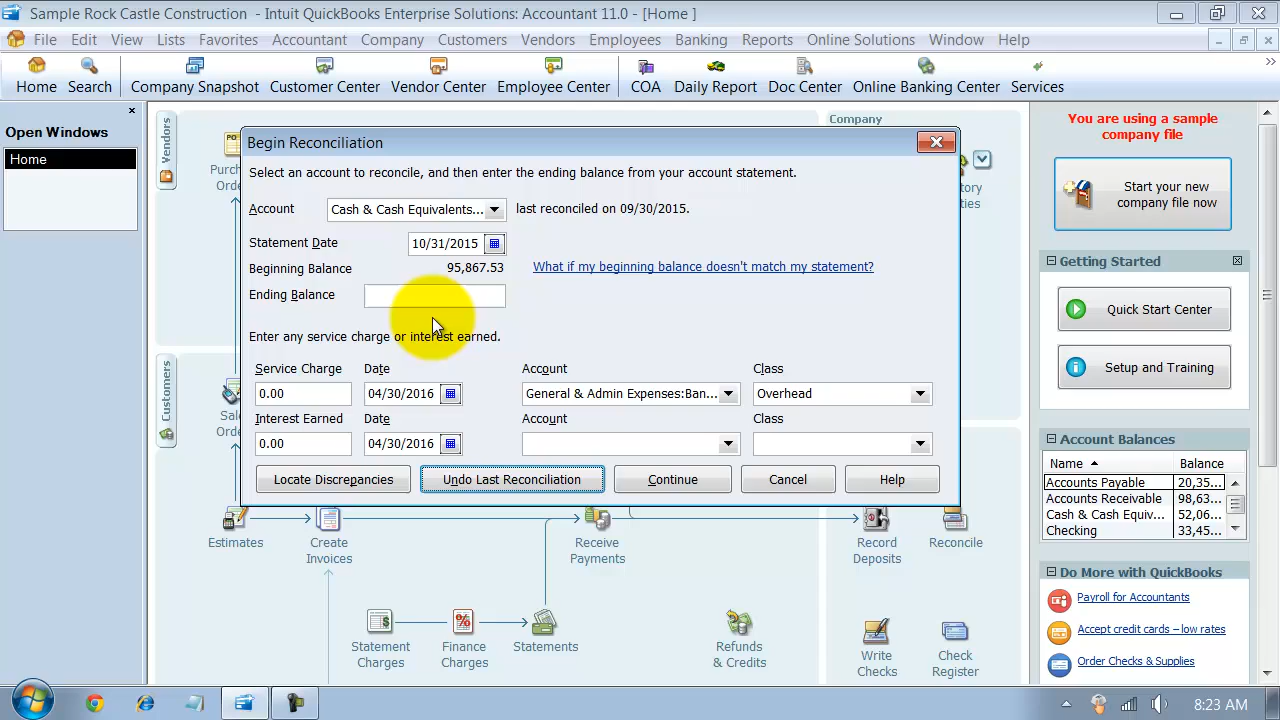 Sample Rock Castle Construction - Intuit QuickBooks Enterprise Solutions: Accountant 11.0 - [Home ]
File Edit View Lists Favorites Accountant Company Customers Vendors Employees Banking Reports Online Solutions Window Help
Home Search Company Snapshot Customer Center Vendor Center Employee Center COA Daily Report Doc Center Online Banking Center Services
Open Windows
Home
Vendors
Company
Begin Reconciliation
Select an account to reconcile, and then enter the ending balance from your account statement.
Account Cash & Cash Equivalents... last reconciled on 09/30/2015.
Statement Date 10/31/2015
Beginning Balance 95,867.53 What if my beginning balance doesn't match my statement?
Ending Balance
Enter any service charge or interest earned.
Service Charge Date Account Class
0.00 04/30/2016 General & Admin Expenses:Ban... Overhead
Interest Earned Date Account Class
0.00 04/30/2016
Locate Discrepancies Undo Last Reconciliation Continue Cancel Help
Customers
Estimates
Create
Invoices
Receive
Payments
Record
Deposits
Reconcile
Statement
Charges
Finance
Charges
Statements
Refunds
& Credits
Write
Checks
Check
Register
You are using a sample
company file
Start your new
company file now
Getting Started
Quick Start Center
Setup and Training
Account Balances
Name Balance
Accounts Payable 20,35...
Accounts Receivable 98,63...
Cash & Cash Equiv... 52,06...
Checking 33,45...
Do More with QuickBooks
Payroll for Accountants
Accept credit cards – low rates
Order Checks & Supplies
8:23 AM